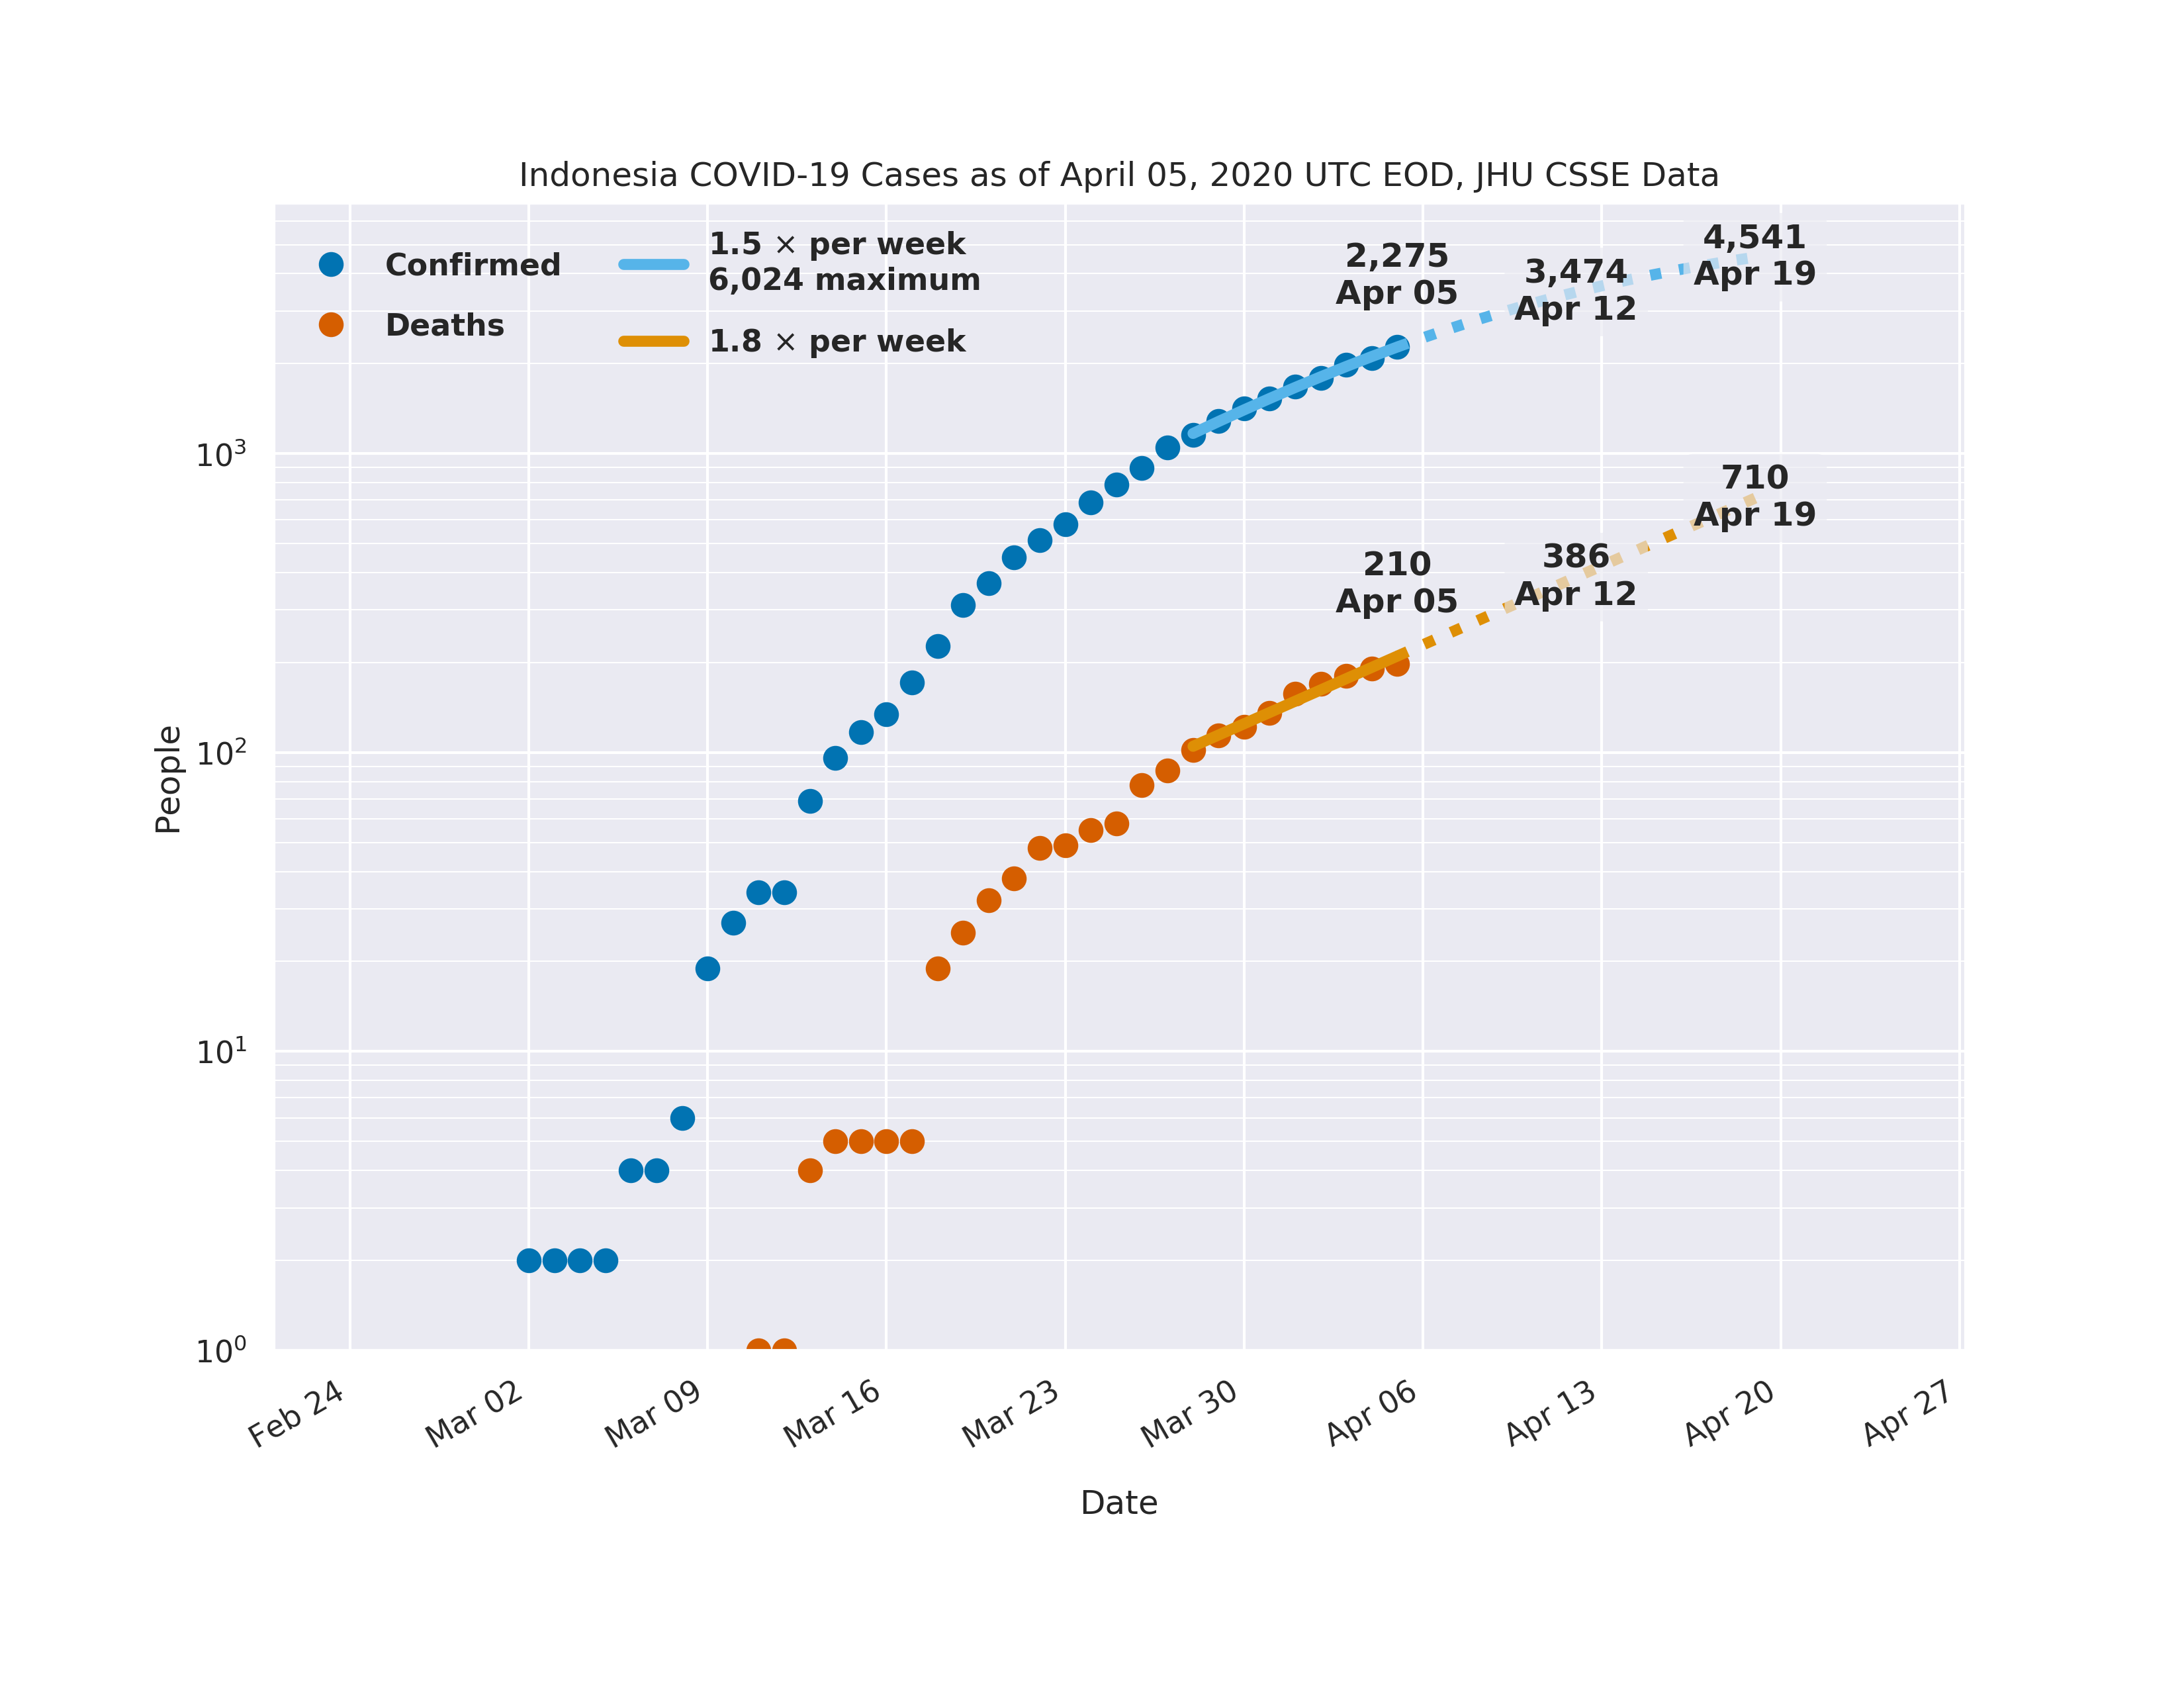 Indonesia COVID-19 Cases as of April 05, 2020 UTC EOD, JHU CSSE Data
Confirmed
Deaths
1.5 × per week
6,024 maximum
1.8 × per week
2,275
Apr 05
3,474
Apr 12
4,541
Apr 19
210
Apr 05
386
Apr 12
710
Apr 19
People
10³
10²
10¹
10⁰
Feb 24
Mar 02
Mar 09
Mar 16
Mar 23
Mar 30
Apr 06
Apr 13
Apr 20
Apr 27
Date